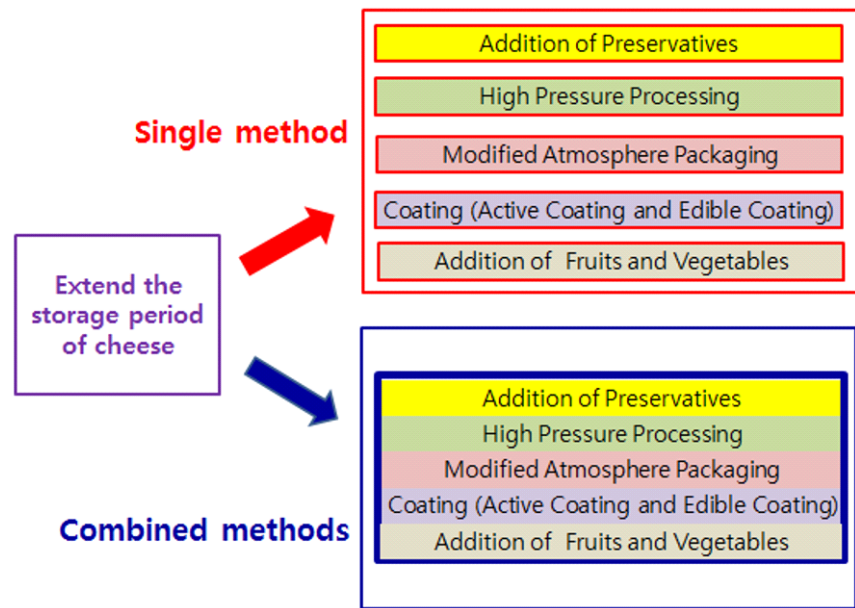 Addition of Preservatives
High Pressure Processing
Single method
Modified Atmosphere Packaging
Coating (Active Coating and Edible Coating)
Addition of Fruits and Vegetables
Extend the
storage period
of cheese
Addition of Preservatives
High Pressure Processing
Modified Atmosphere Packaging
Coating (Active Coating and Edible Coating)
Combined methods
Addition of Fruits and Vegetables